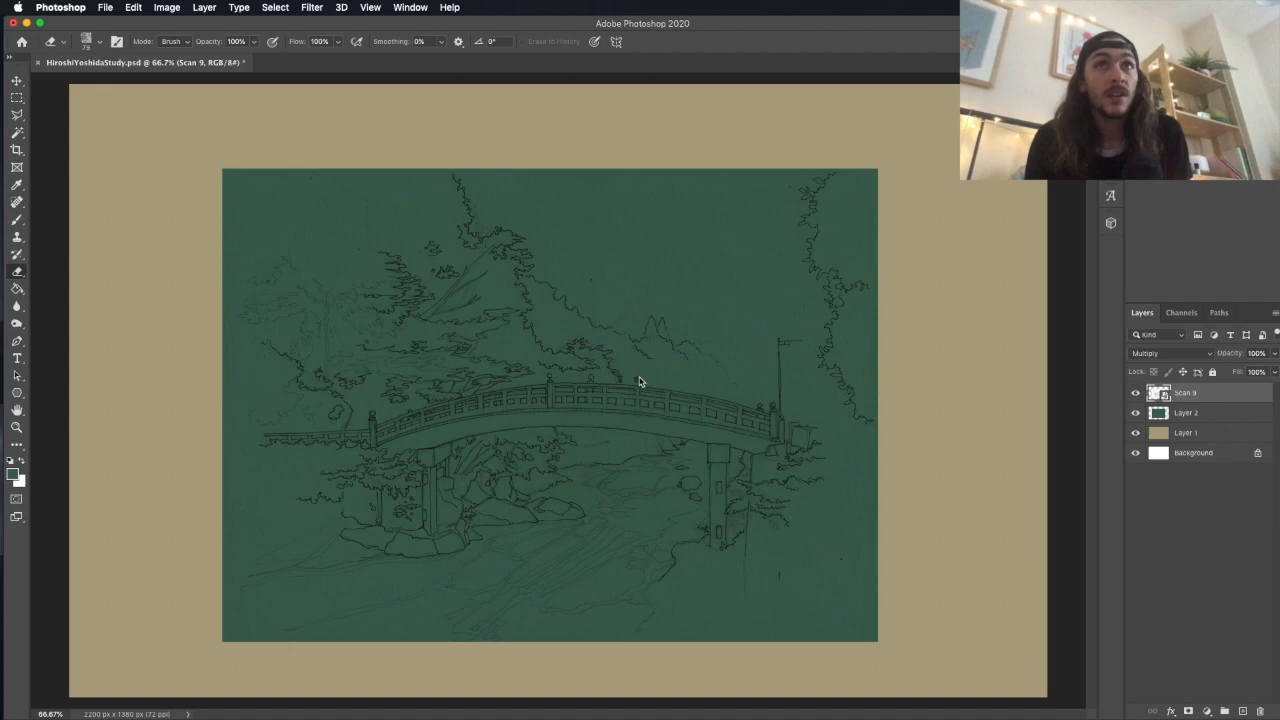 Photoshop File Edit Image Layer Type Select Filter 3D View Window Help
Adobe Photoshop 2020
79 Mode: Brush Opacity: 100% Flow: 100% Smoothing: 0% 0° Erase to History
× HiroshiYoshidaStudy.psd @ 66.7% (Scan 9, RGB/8#) *
A
Layers Channels Paths
Kind
Multiply Opacity: 100%
Lock: Fill: 100%
Scan 9
Layer 2
Layer 1
Background
66.67% 2200 px x 1380 px (72 ppi)
fx